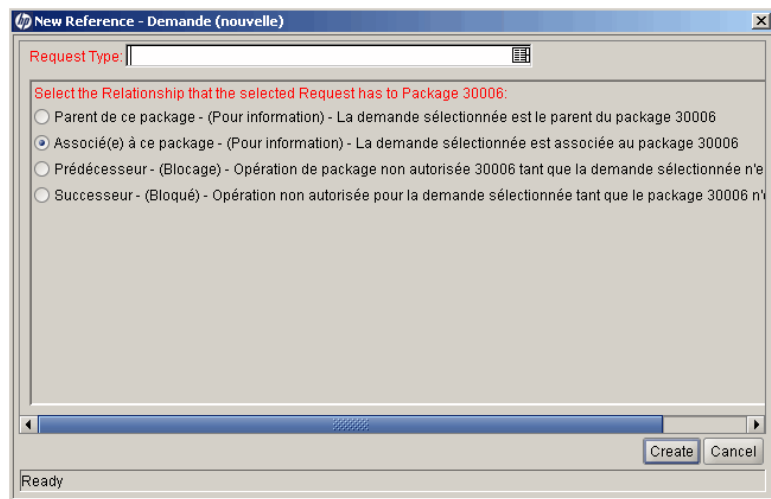 New Reference - Demande (nouvelle)
Request Type:
Select the Relationship that the selected Request has to Package 30006:
Parent de ce package - (Pour information) - La demande sélectionnée est le parent du package 30006
Associé(e) à ce package - (Pour information) - La demande sélectionnée est associée au package 30006
Prédécesseur - (Blocage) - Opération de package non autorisée 30006 tant que la demande sélectionnée n'e
Successeur - (Bloqué) - Opération non autorisée pour la demande sélectionnée tant que le package 30006 n'
Create Cancel
Ready